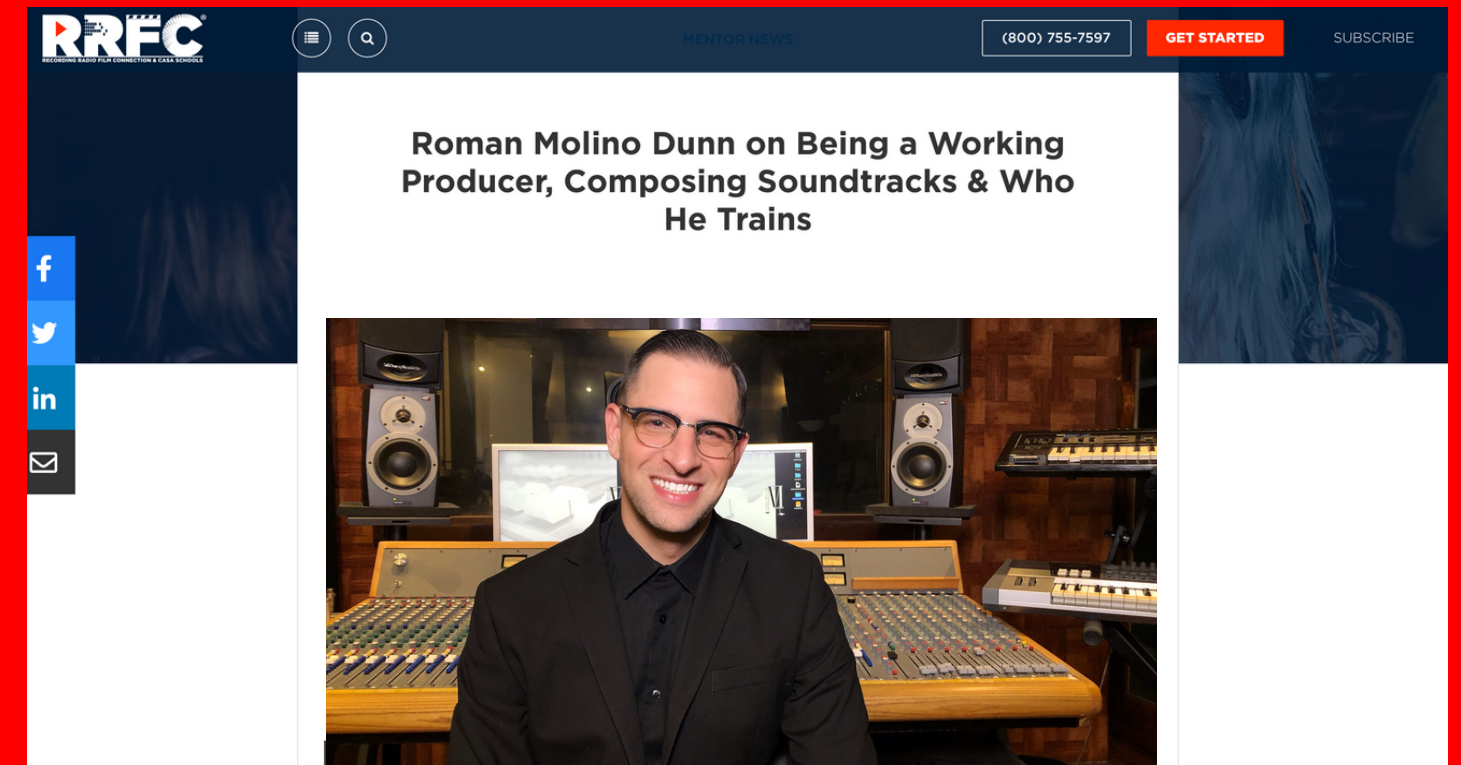 RRFC®
RECORDING RADIO FILM CONNECTION & CASA SCHOOLS
MENTOR NEWS
(800) 755-7597
GET STARTED
SUBSCRIBE
Roman Molino Dunn on Being a Working
Producer, Composing Soundtracks & Who
He Trains
f
in